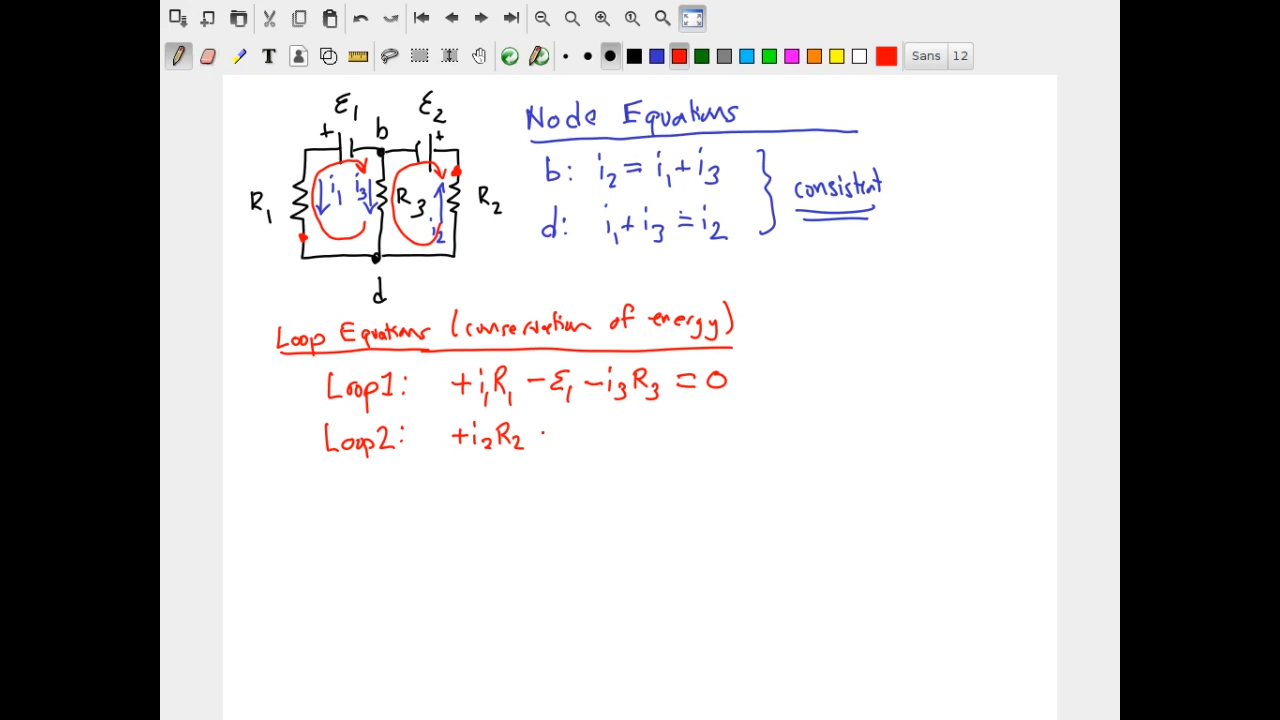 Sans 12
ε1 ε2
+ b +
R1 i1 i3 R3 i2 R2
d
Node Equations
b: i2 = i1 + i3
d: i1 + i3 = i2
consistent
Loop Equations (conservation of energy)
Loop1: +i1R1 − ε1 − i3R3 = 0
Loop2: +i2R2